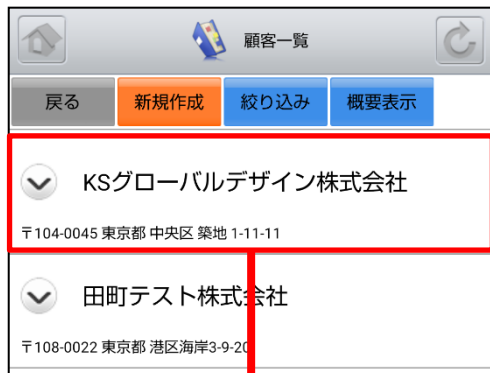 顧客一覧
戻る 新規作成 絞り込み 概要表示
KSグローバルデザイン株式会社
〒104-0045 東京都 中央区 築地 1-11-11
田町テスト株式会社
〒108-0022 東京都 港区海岸3-9-20